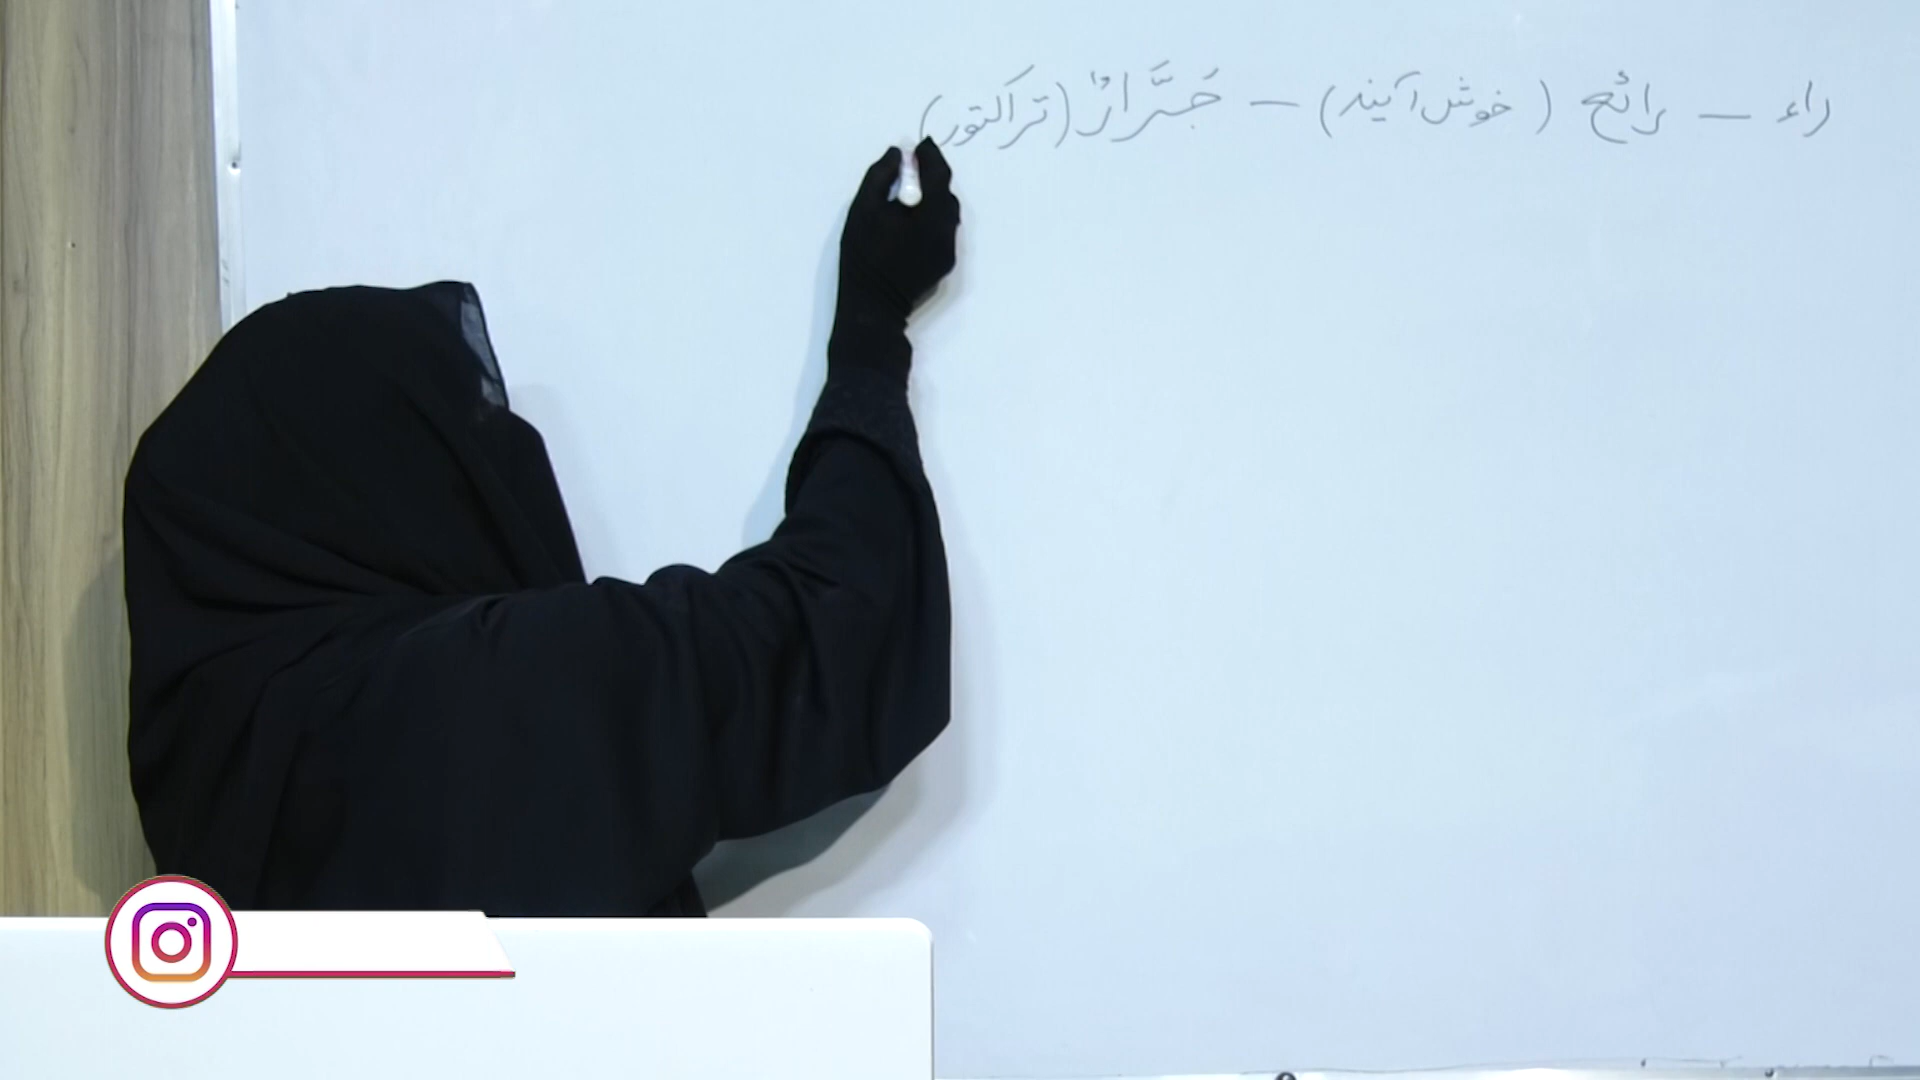 راء – رائع (خوش آیند) – جَرَّارٌ (تراکتور)